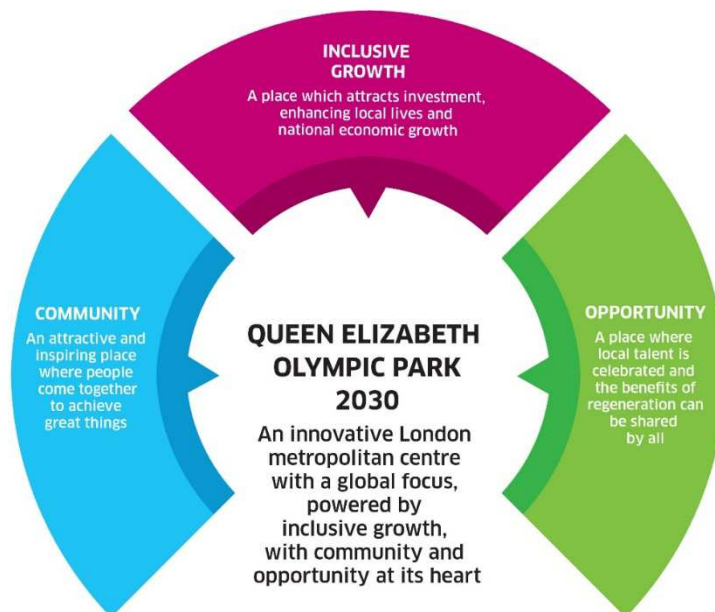 INCLUSIVE
GROWTH
A place which attracts investment,
enhancing local lives and
national economic growth
COMMUNITY
An attractive and
inspiring place
where people
come together
to achieve
great things
QUEEN ELIZABETH
OLYMPIC PARK
2030
An innovative London
metropolitan centre
with a global focus,
powered by
inclusive growth,
with community and
opportunity at its heart
OPPORTUNITY
A place where
local talent is
celebrated and
the benefits of
regeneration can
be shared
by all